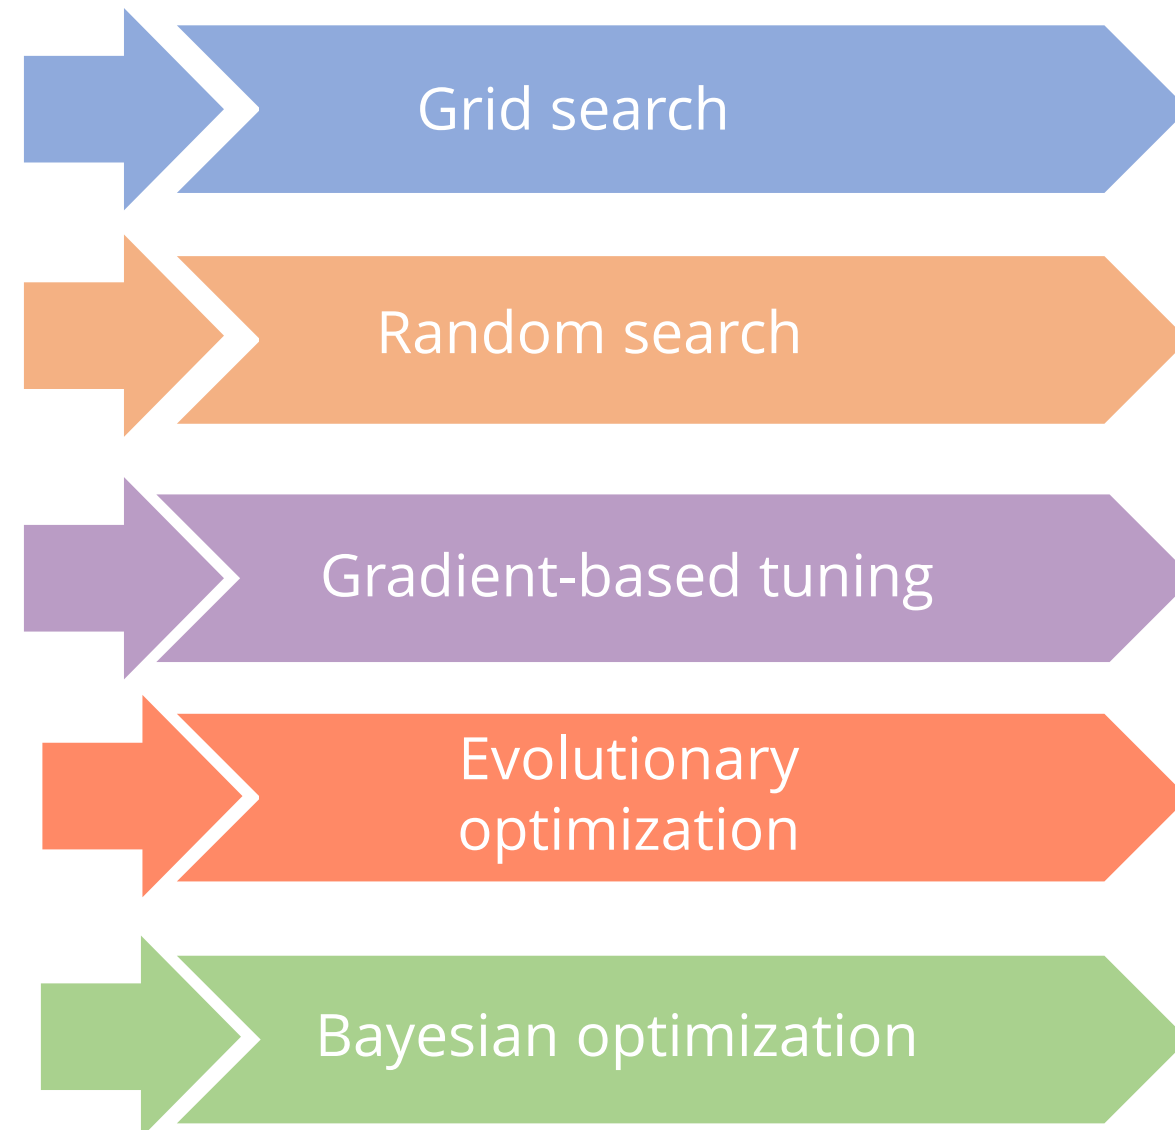 Grid search
Random search
Gradient-based tuning
Evolutionary
optimization
Bayesian optimization